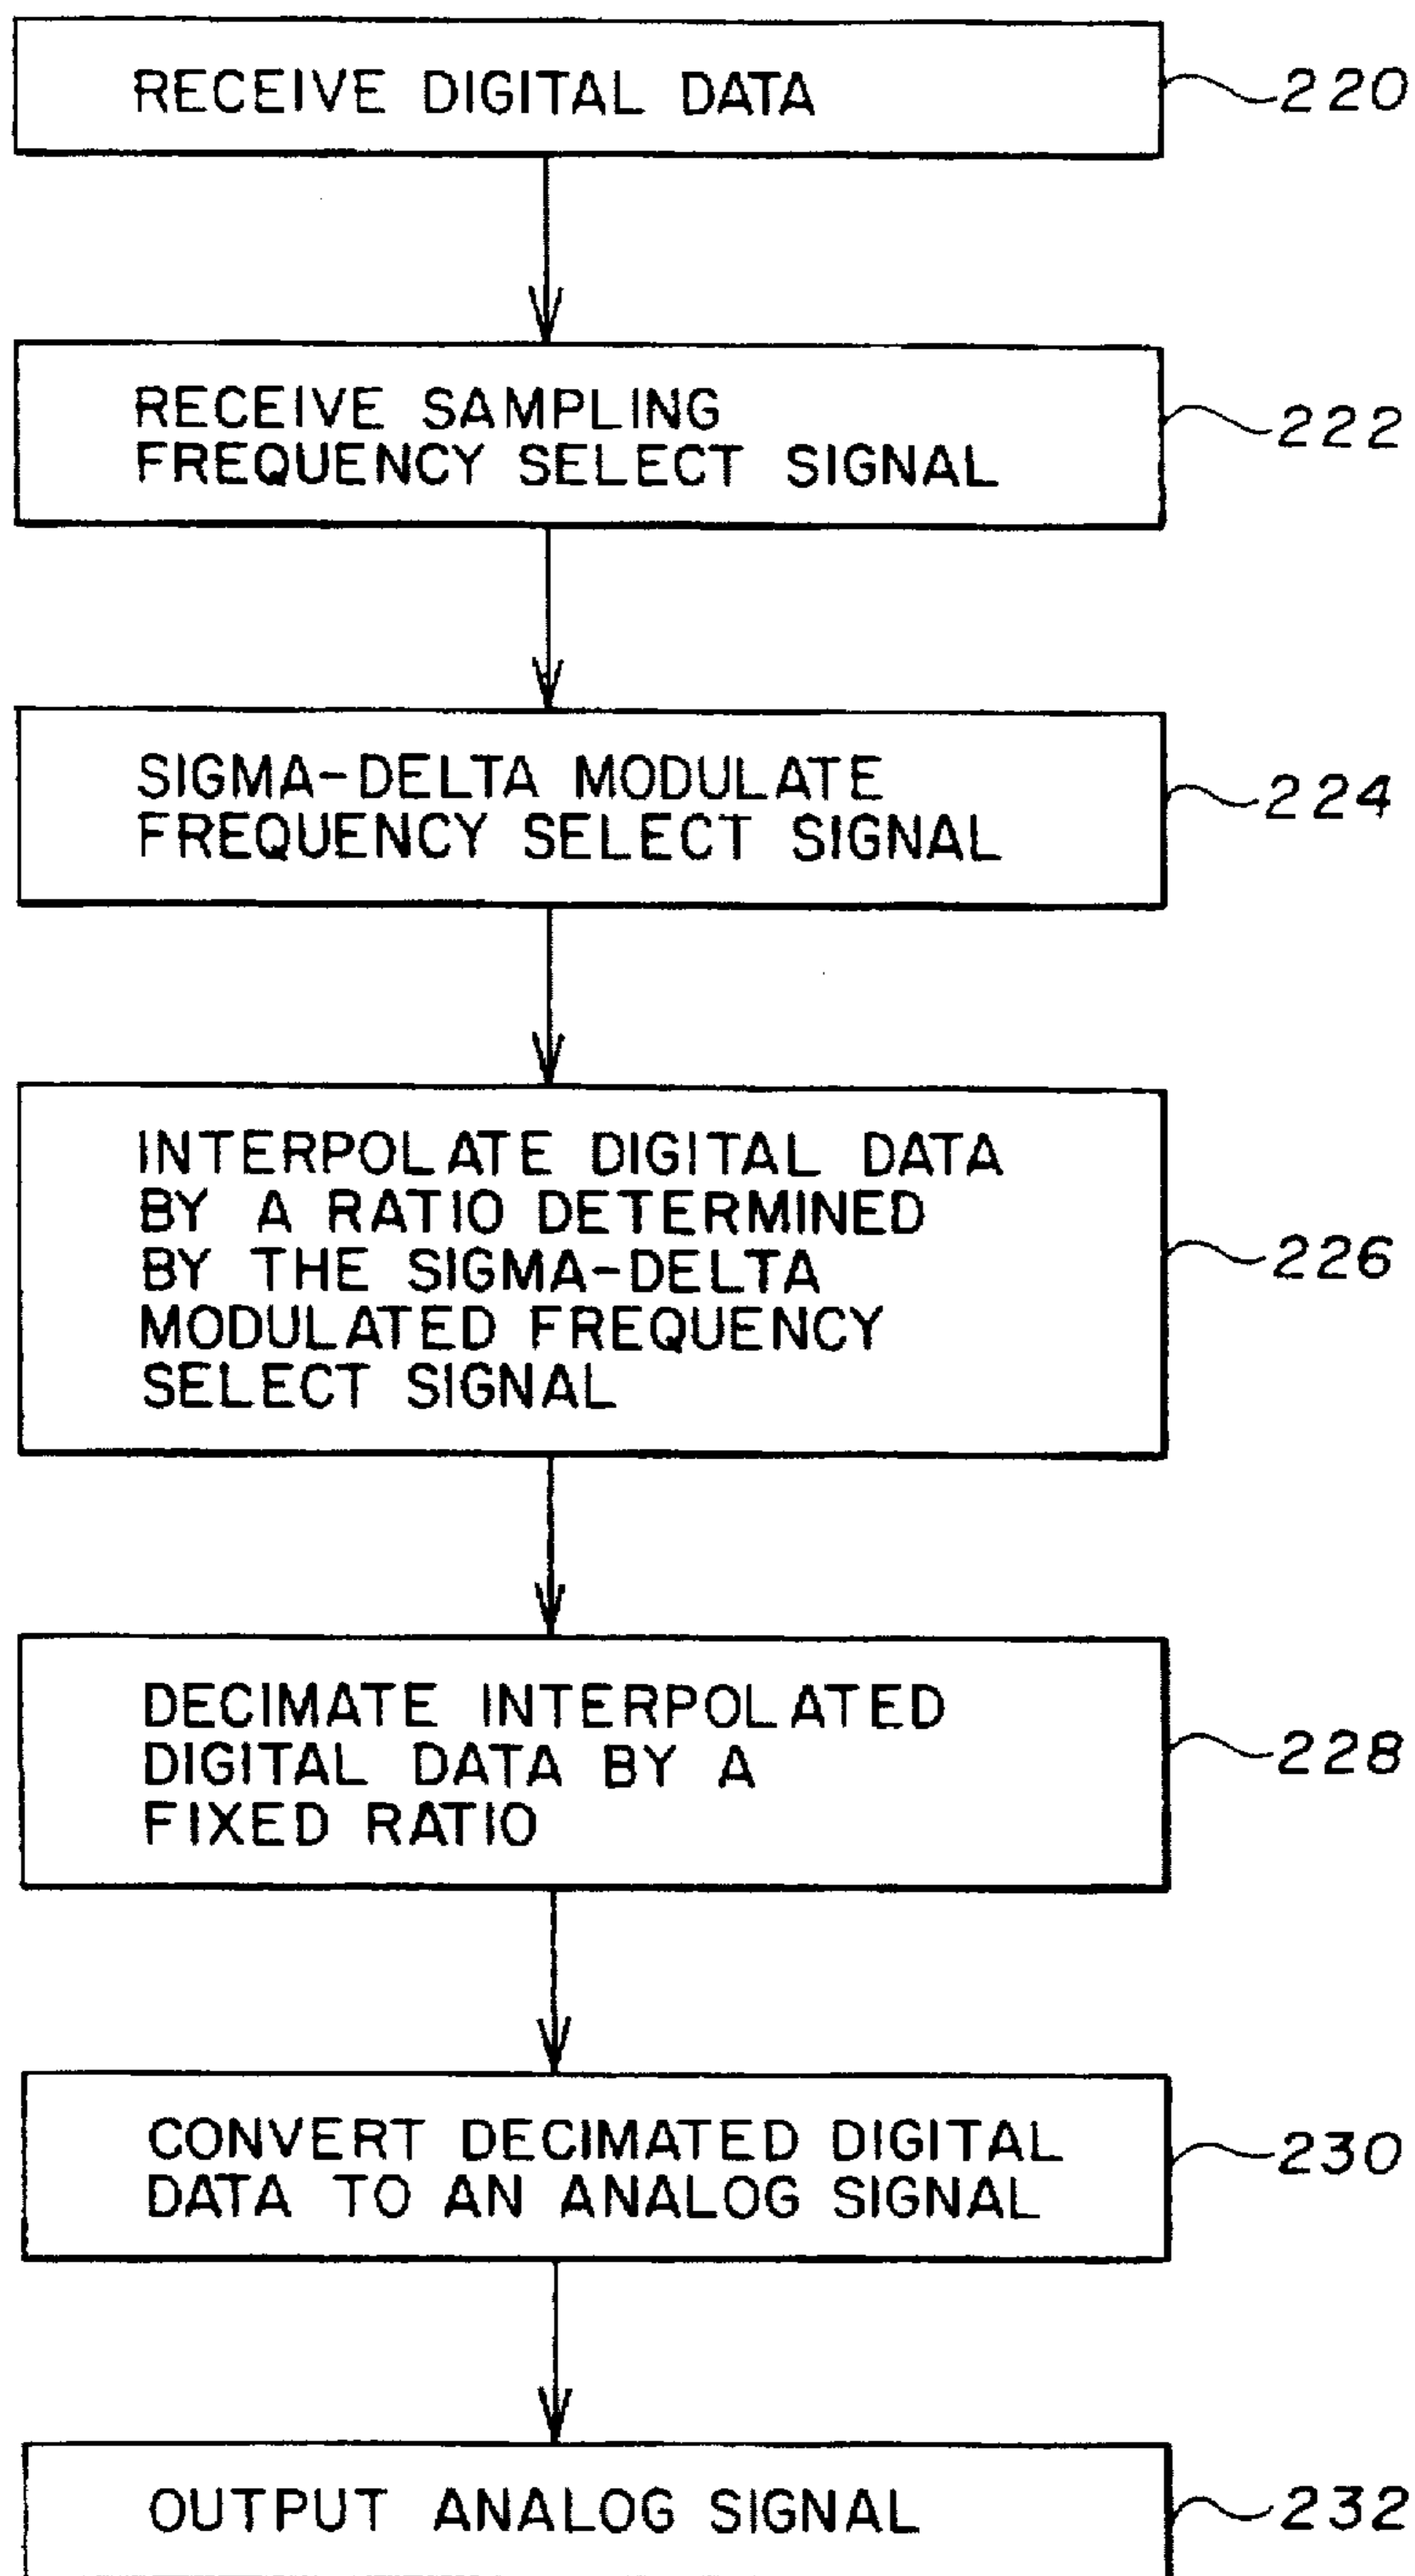 RECEIVE DIGITAL DATA
220
RECEIVE SAMPLING
FREQUENCY SELECT SIGNAL
222
SIGMA-DELTA MODULATE
FREQUENCY SELECT SIGNAL
224
INTERPOLATE DIGITAL DATA
BY A RATIO DETERMINED
BY THE SIGMA-DELTA
MODULATED FREQUENCY
SELECT SIGNAL
226
DECIMATE INTERPOLATED
DIGITAL DATA BY A
FIXED RATIO
228
CONVERT DECIMATED DIGITAL
DATA TO AN ANALOG SIGNAL
230
OUTPUT ANALOG SIGNAL
232